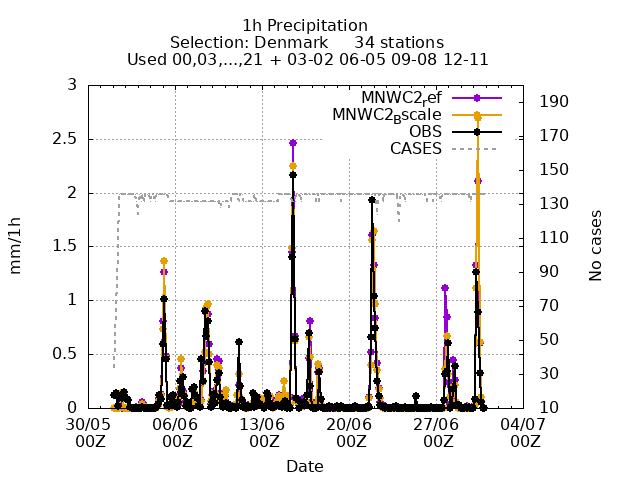 1h Precipitation
Selection: Denmark 34 stations
Used 00,03,...,21 + 03-02 06-05 09-08 12-11
3 190
MNWC2ref
MNWC2Bscale
2.5 170
OBS
CASES
150
2 130
1.5 110
90
1 70
50
0.5 30
0 10
mm/1h
No cases
30/05 06/06 13/06 20/06 27/06 04/07
00Z 00Z 00Z 00Z 00Z 00Z
Date